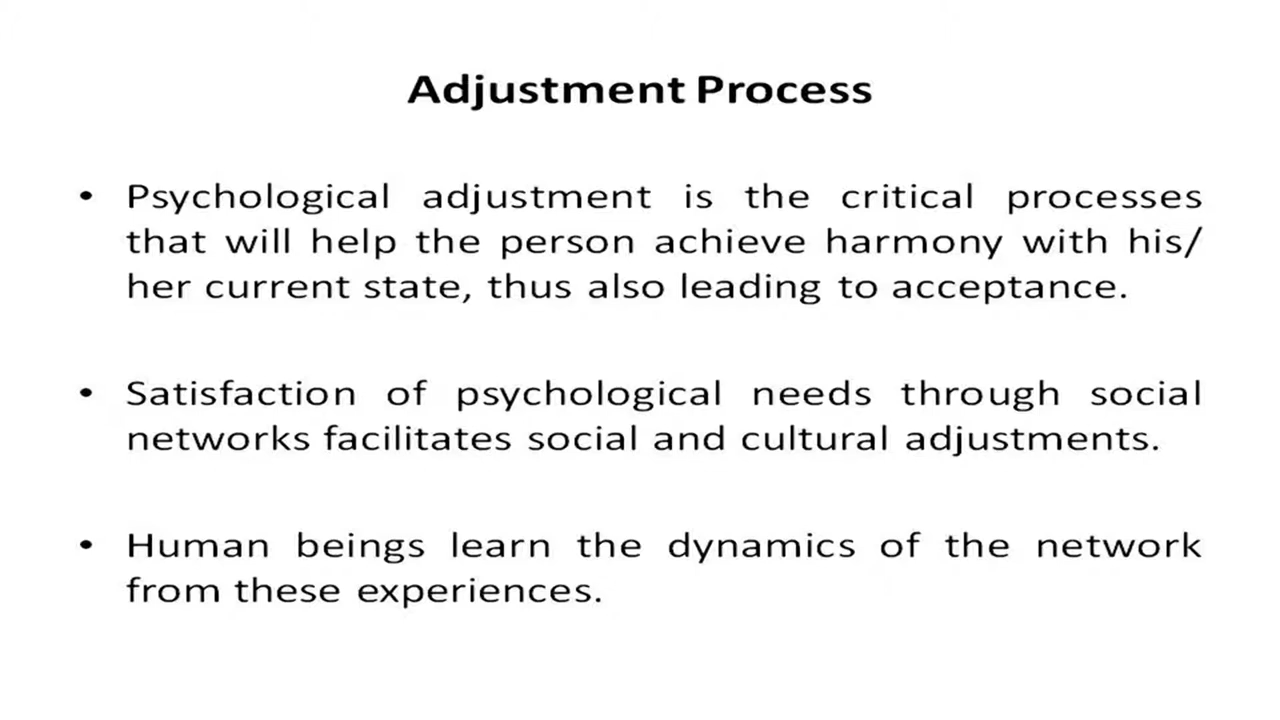 Adjustment Process
• Psychological adjustment is the critical processes
that will help the person achieve harmony with his/
her current state, thus also leading to acceptance.
• Satisfaction of psychological needs through social
networks facilitates social and cultural adjustments.
• Human beings learn the dynamics of the network
from these experiences.